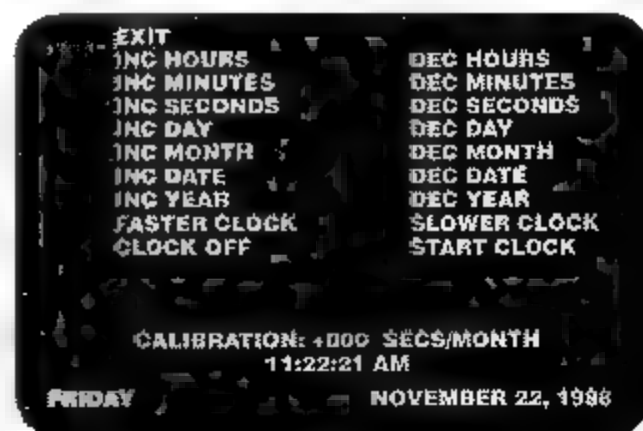 EXIT
INC HOURS DEC HOURS
INC MINUTES DEC MINUTES
INC SECONDS DEC SECONDS
INC DAY DEC DAY
INC MONTH DEC MONTH
INC DATE DEC DATE
INC YEAR DEC YEAR
FASTER CLOCK SLOWER CLOCK
CLOCK OFF START CLOCK
CALIBRATION: +000 SECS/MONTH
11:22:21 AM
FRIDAY NOVEMBER 22,